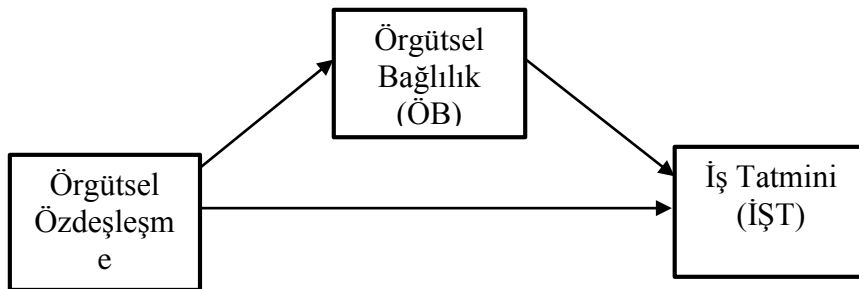 Örgütsel
Bağlılık
(ÖB)
Örgütsel
Özdeşleşm
e
İş Tatmini
(İŞT)